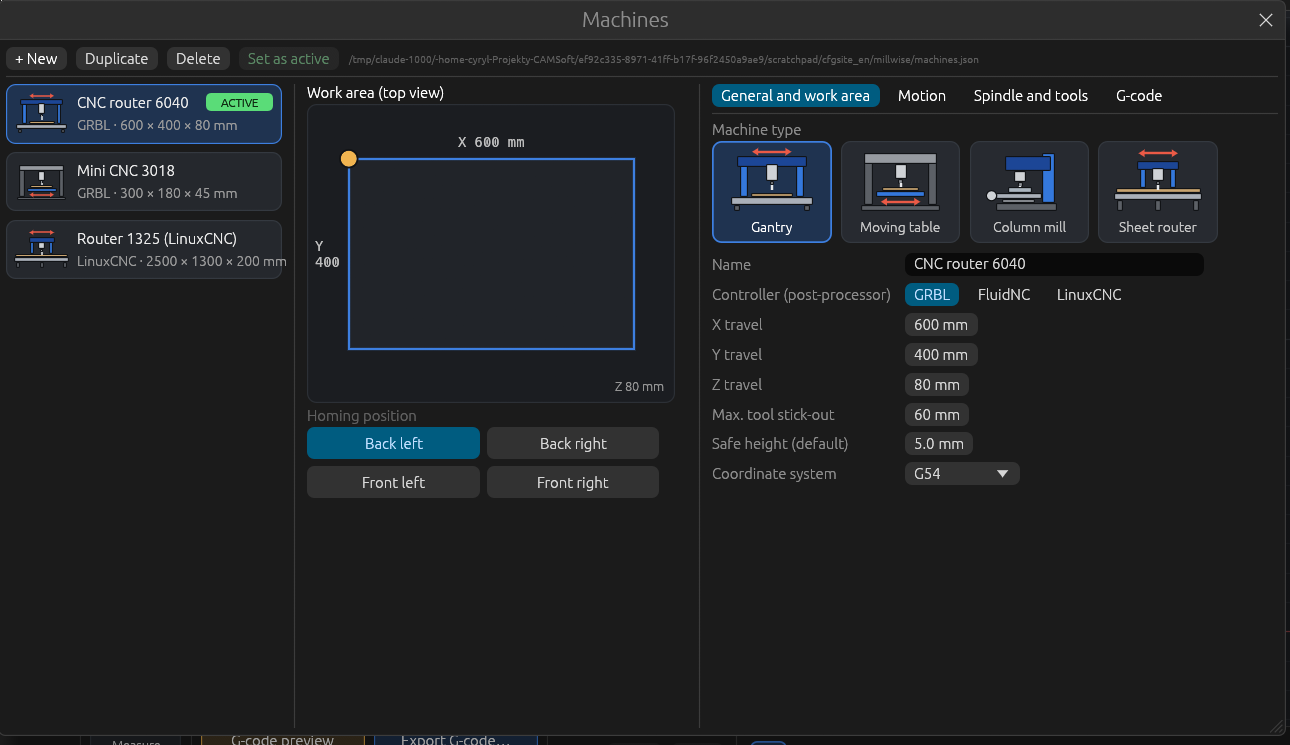 Machines
+ New
Duplicate
Delete
Set as active
/tmp/claude-1000/-home-cyryl-Projekty-CAMSoft/ef92c335-8971-41ff-b17f-96f2450a9ae9/scratchpad/cfgsite_en/millwise/machines.json
CNC router 6040
ACTIVE
GRBL · 600 × 400 × 80 mm
Mini CNC 3018
GRBL · 300 × 180 × 45 mm
Router 1325 (LinuxCNC)
LinuxCNC · 2500 × 1300 × 200 mm
Work area (top view)
X 600 mm
Y
400
Z 80 mm
Homing position
Back left
Back right
Front left
Front right
General and work area
Motion
Spindle and tools
G-code
Machine type
Gantry
Moving table
Column mill
Sheet router
Name
CNC router 6040
Controller (post-processor)
GRBL
FluidNC
LinuxCNC
X travel
600 mm
Y travel
400 mm
Z travel
80 mm
Max. tool stick-out
60 mm
Safe height (default)
5.0 mm
Coordinate system
G54
Measure
G-code preview
Export G-code...